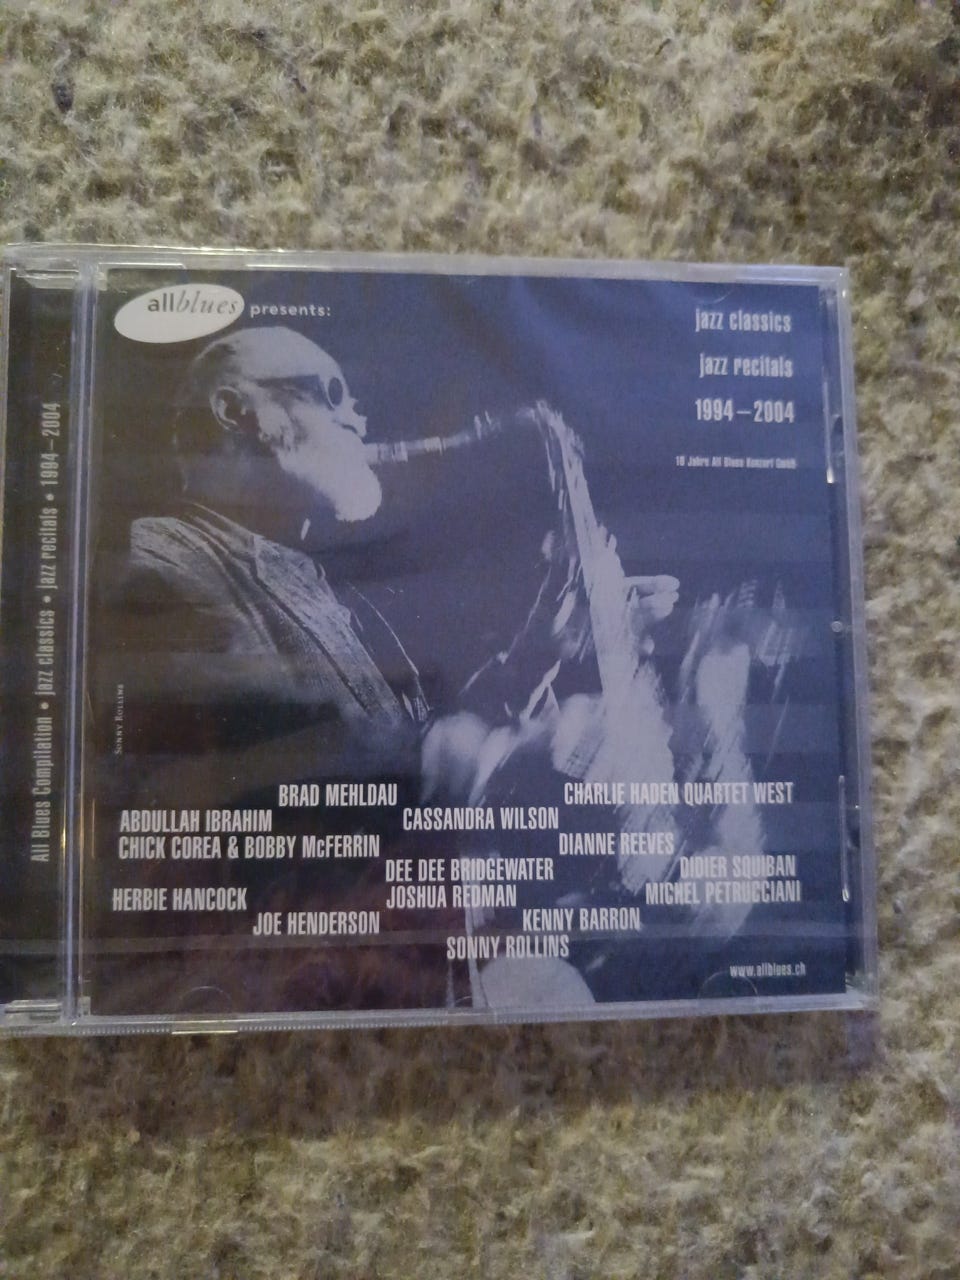 allblues presents:
jazz classics
jazz recitals
1994–2004
10 Jahre All Blues Konzert GmbH
All Blues Compilation • jazz classics • jazz recitals • 1994–2004
SONNY ROLLINS
BRAD MEHLDAU CHARLIE HADEN QUARTET WEST
ABDULLAH IBRAHIM CASSANDRA WILSON
CHICK COREA & BOBBY McFERRIN DIANNE REEVES
DEE DEE BRIDGEWATER DIDIER SQUIBAN
HERBIE HANCOCK JOSHUA REDMAN MICHEL PETRUCCIANI
JOE HENDERSON KENNY BARRON
SONNY ROLLINS
www.allblues.ch